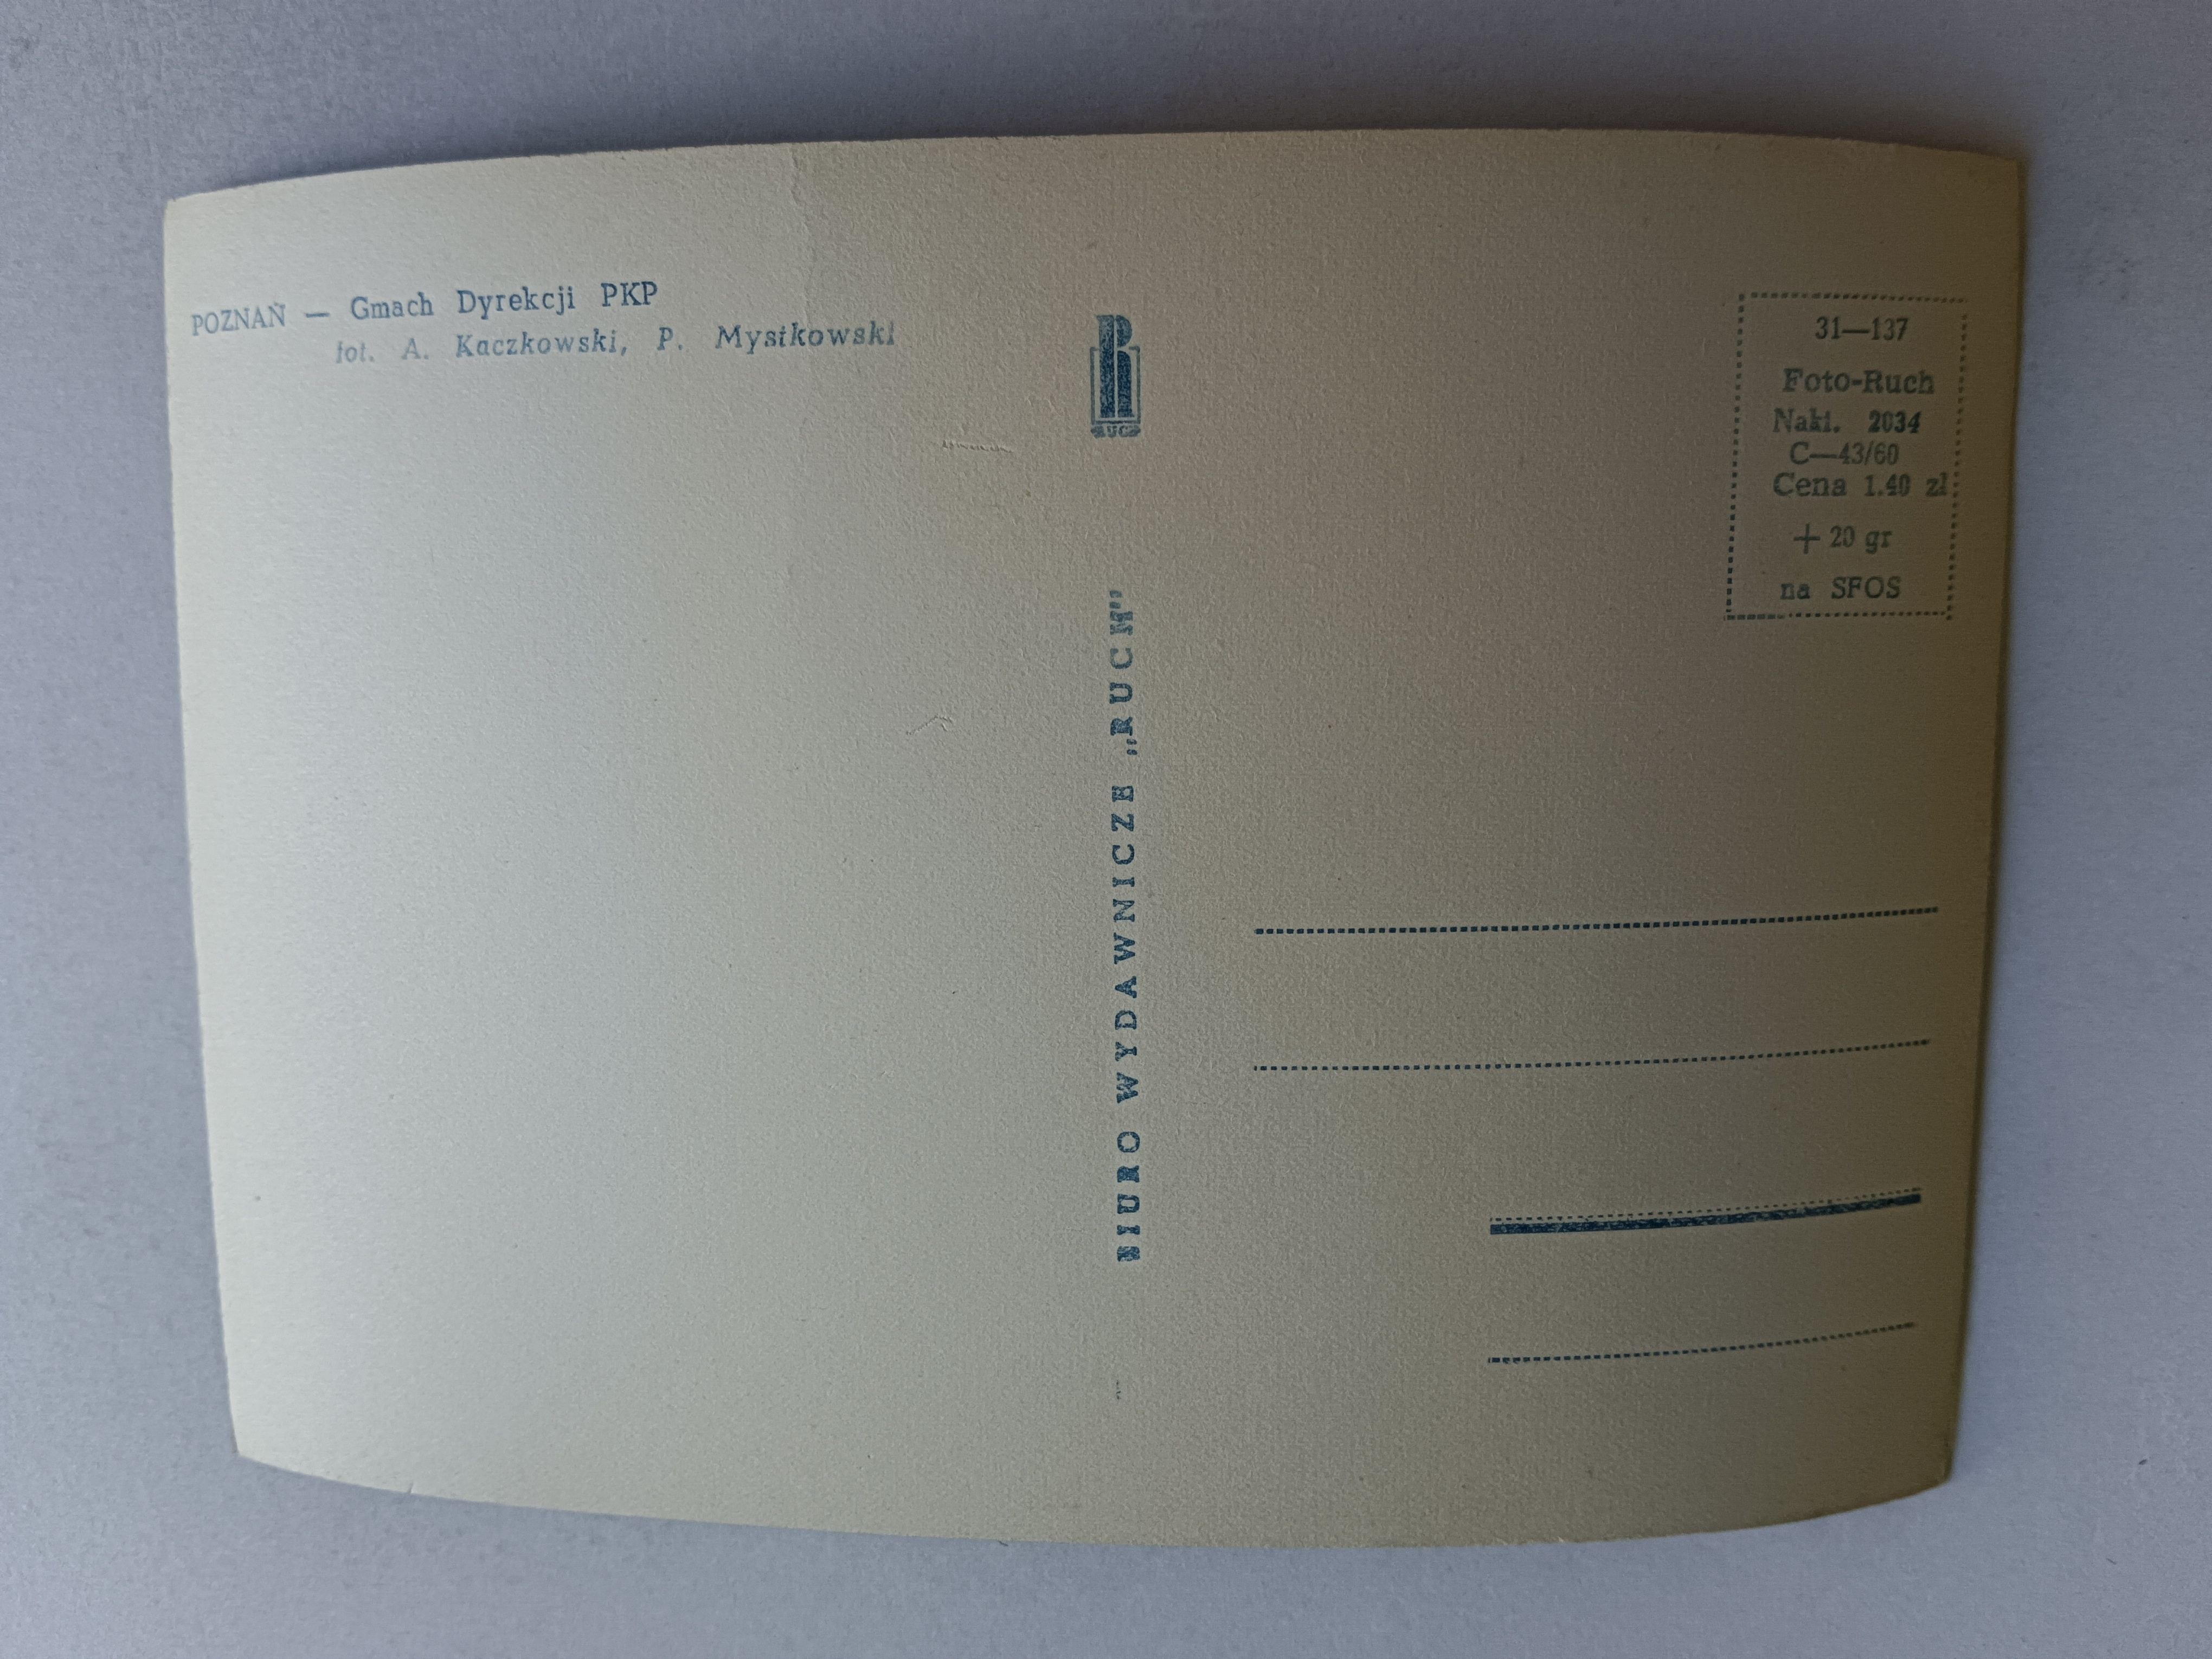 POZNAŃ — Gmach Dyrekcji PKP
fot. A. Kaczkowski, P. Mystkowski
R
RUCH
BIURO WYDAWNICZE „RUCH"
31—137
Foto-Ruch
Nakł. 2034
C—43/60
Cena 1.40 zł
+ 20 gr
na SFOS